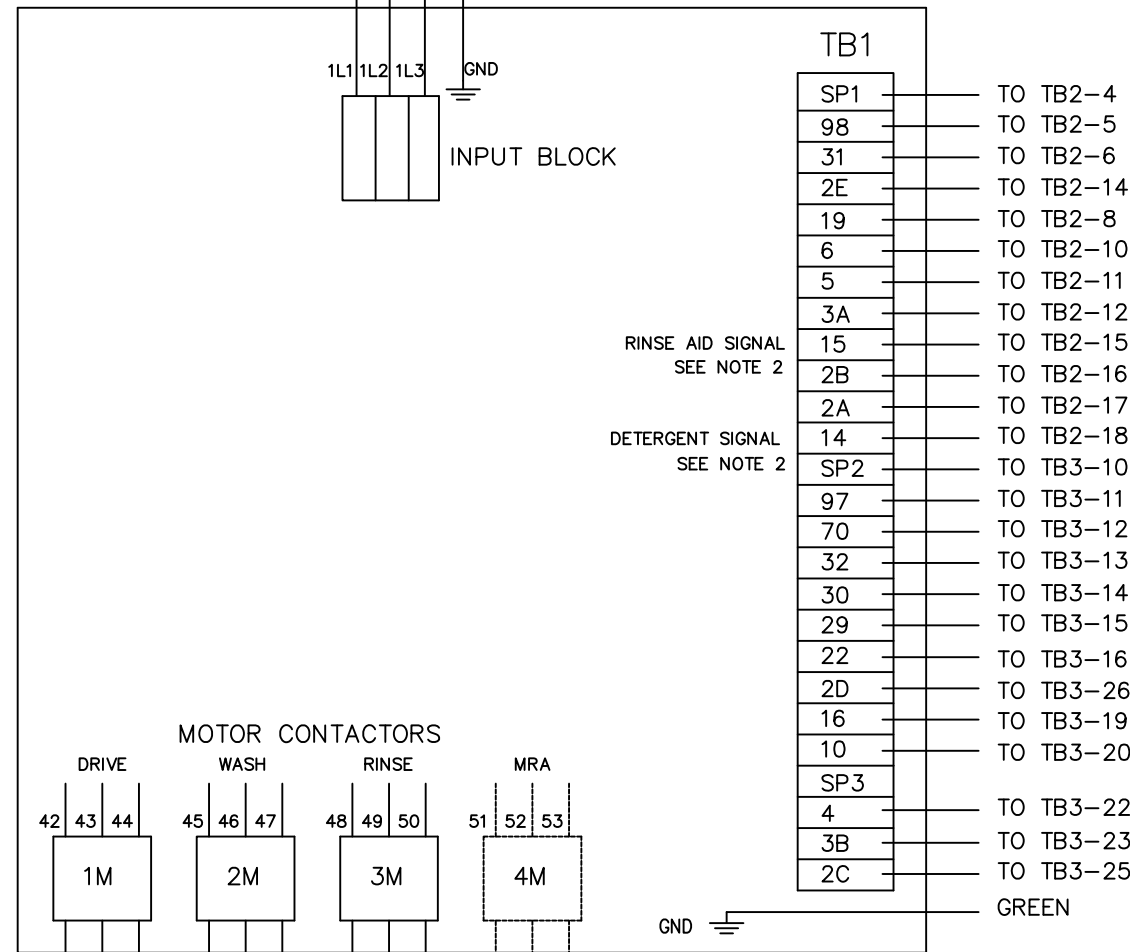 1L1 1L2 1L3 GND
INPUT BLOCK
TB1
SP1 TO TB2-4
98 TO TB2-5
31 TO TB2-6
2E TO TB2-14
19 TO TB2-8
6 TO TB2-10
5 TO TB2-11
3A TO TB2-12
RINSE AID SIGNAL 15 TO TB2-15
SEE NOTE 2 2B TO TB2-16
2A TO TB2-17
DETERGENT SIGNAL 14 TO TB2-18
SEE NOTE 2 SP2 TO TB3-10
97 TO TB3-11
70 TO TB3-12
32 TO TB3-13
30 TO TB3-14
29 TO TB3-15
22 TO TB3-16
2D TO TB3-26
16 TO TB3-19
10 TO TB3-20
SP3
4 TO TB3-22
3B TO TB3-23
2C TO TB3-25
GND GREEN
MOTOR CONTACTORS
DRIVE WASH RINSE MRA
42 43 44 45 46 47 48 49 50 51 52 53
1M 2M 3M 4M